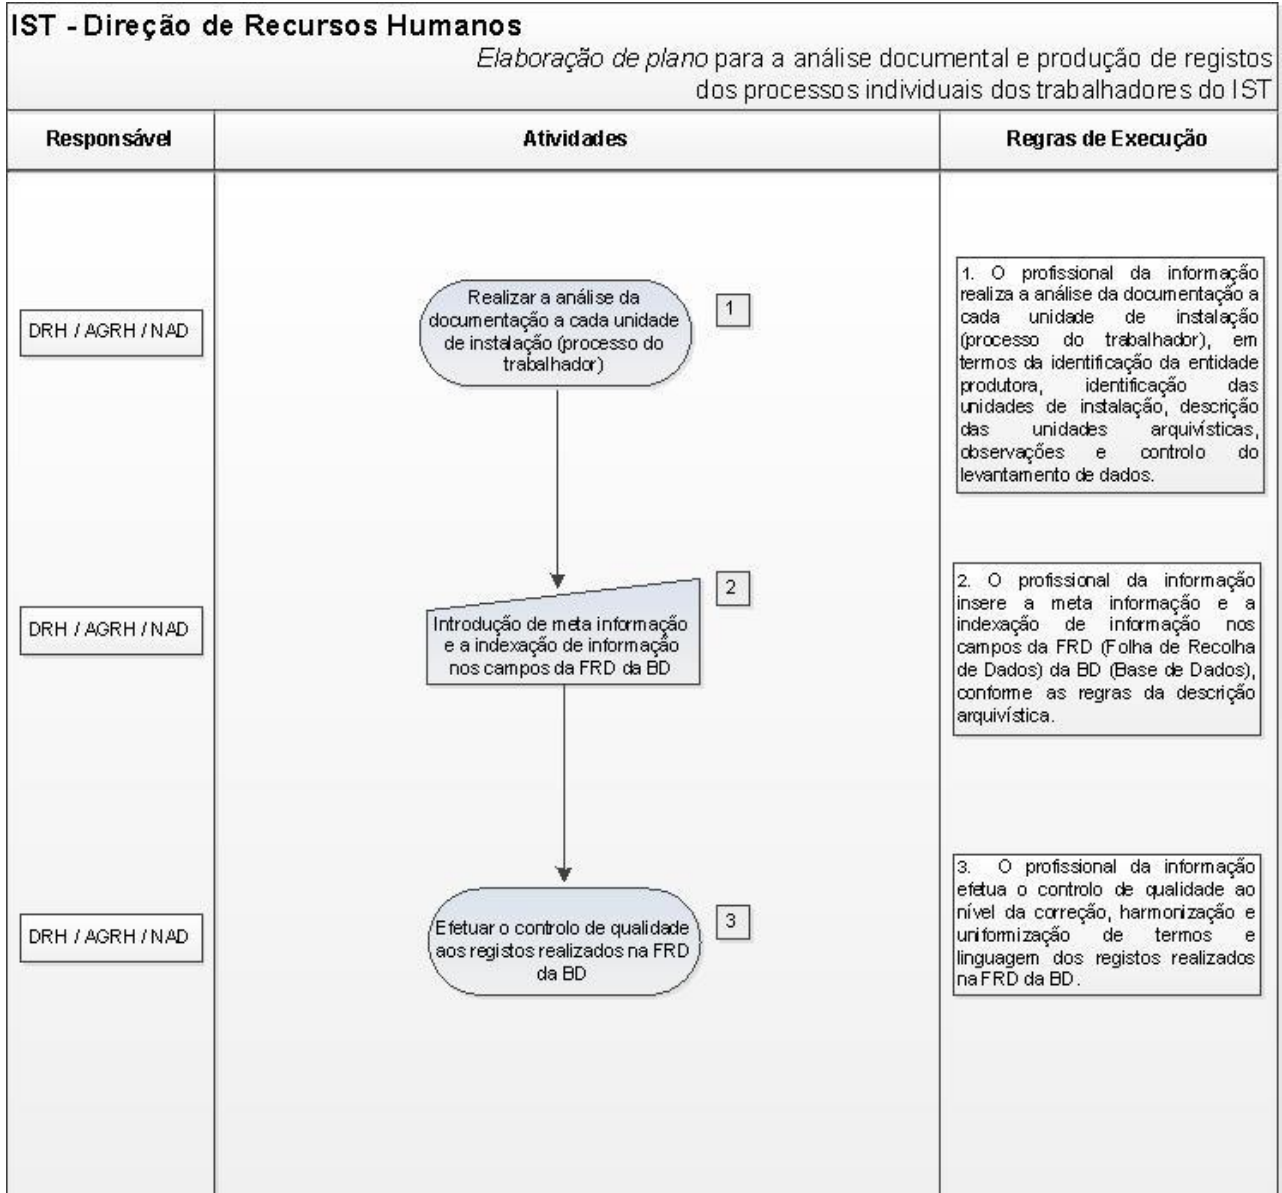 IST - Direção de Recursos Humanos
Elaboração de plano para a análise documental e produção de registos
dos processos individuais dos trabalhadores do IST
Responsável
Atividades
Regras de Execução
DRH / AGRH / NAD
Realizar a análise da
documentação a cada unidade
de instalação (processo do
trabalhador)
1
1. O profissional da informação
realiza a análise da documentação a
cada unidade de instalação
(processo do trabalhador), em
termos da identificação da entidade
produtora, identificação das
unidades de instalação, descrição
das unidades arquivísticas,
observações e controlo do
levantamento de dados.
DRH / AGRH / NAD
Introdução de meta informação
e a indexação de informação
nos campos da FRD da BD
2
2. O profissional da informação
insere a meta informação e a
indexação de informação nos
campos da FRD (Folha de Recolha
de Dados) da BD (Base de Dados),
conforme as regras da descrição
arquivística.
DRH / AGRH / NAD
Efetuar o controlo de qualidade
aos registos realizados na FRD
da BD
3
3. O profissional da informação
efetua o controlo de qualidade ao
nível da correção, harmonização e
uniformização de termos e
linguagem dos registos realizados
na FRD da BD.